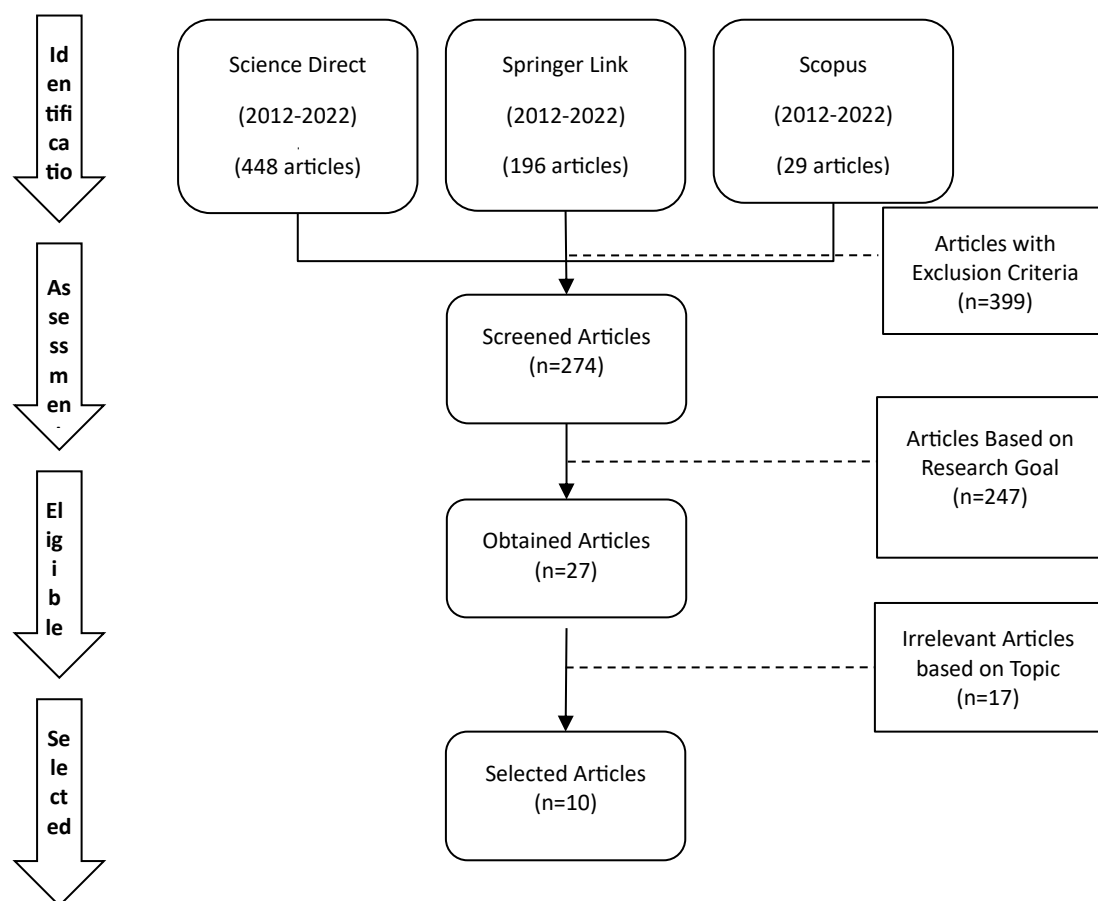 Id
en
tifi
ca
tio
Science Direct
(2012-2022)
(448 articles)
Springer Link
(2012-2022)
(196 articles)
Scopus
(2012-2022)
(29 articles)
Articles with
Exclusion Criteria
(n=399)
As
se
ss
m
en
Screened Articles
(n=274)
Articles Based on
Research Goal
(n=247)
El
ig
i
b
le
Obtained Articles
(n=27)
Irrelevant Articles
based on Topic
(n=17)
Se
le
ct
ed
Selected Articles
(n=10)